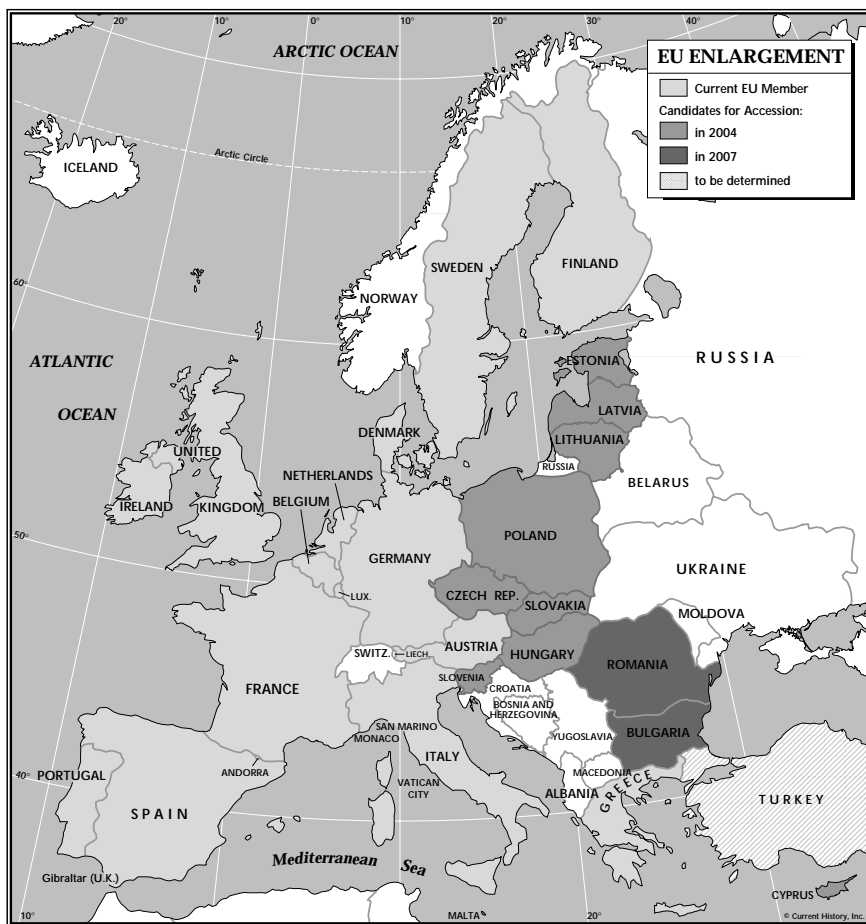 20°
10°
0°
10°
20°
30°
40°
ARCTIC OCEAN
EU ENLARGEMENT
Current EU Member
Candidates for Accession:
in 2004
in 2007
to be determined
Arctic Circle
ICELAND
SWEDEN
FINLAND
NORWAY
60°
ATLANTIC
OCEAN
RUSSIA
ESTONIA
LATVIA
LITHUANIA
RUSSIA
DENMARK
UNITED
KINGDOM
IRELAND
NETHERLANDS
BELGIUM
BELARUS
50°
POLAND
GERMANY
UKRAINE
LUX.
CZECH REP.
SLOVAKIA
MOLDOVA
AUSTRIA
SWITZ.
LIECH.
HUNGARY
ROMANIA
SLOVENIA
CROATIA
FRANCE
BOSNIA AND
HERZEGOVINA
YUGOSLAVIA
BULGARIA
SAN MARINO
MONACO
ITALY
ANDORRA
VATICAN
CITY
MACEDONIA
ALBANIA
GREECE
40°
PORTUGAL
SPAIN
TURKEY
Mediterranean Sea
Gibraltar (U.K.)
CYPRUS
10°
0°
10°
MALTA
20°
© Current History, Inc.